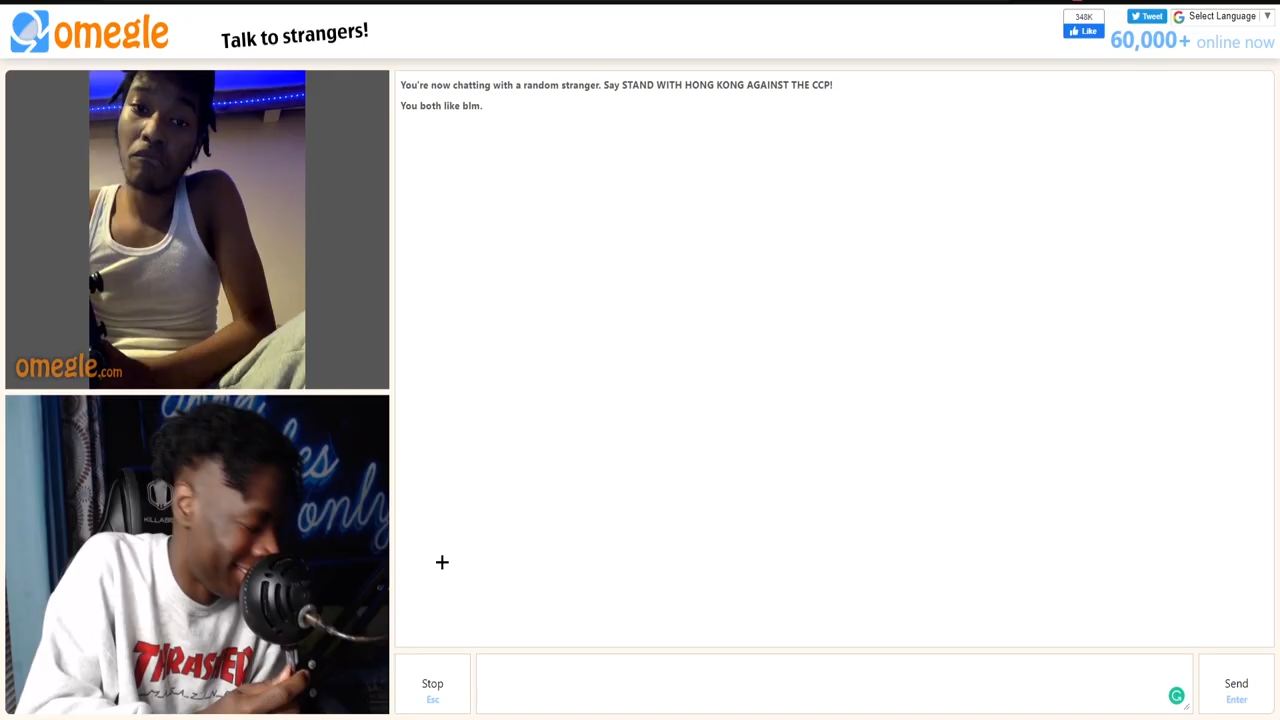 omegle
Talk to strangers!
348K
Like
Tweet
Select Language
60,000+ online now
You're now chatting with a random stranger. Say STAND WITH HONG KONG AGAINST THE CCP!
You both like blm.
omegle.com
only
KILLABEE
THRASHER
Stop
Esc
Send
Enter